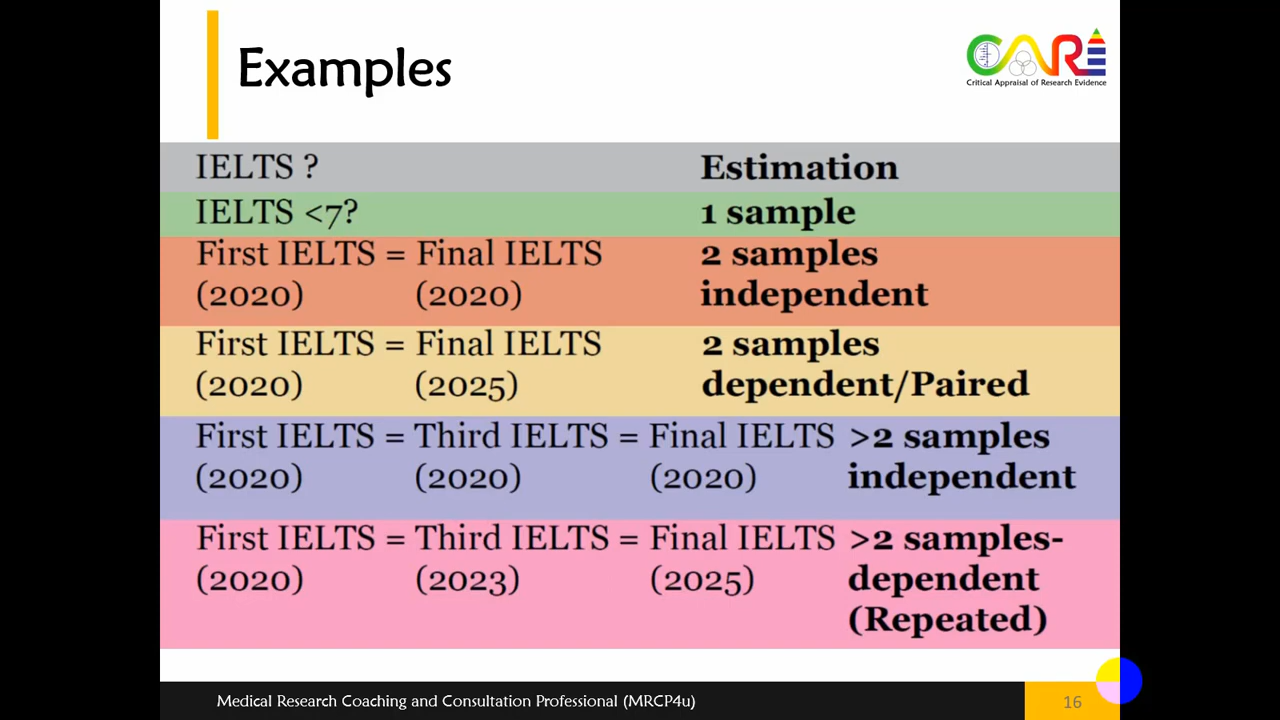 Examples
CARE
Critical Appraisal of Research Evidence
IELTS ? Estimation
IELTS <7? 1 sample
First IELTS = Final IELTS 2 samples
(2020) (2020) independent
First IELTS = Final IELTS 2 samples
(2020) (2025) dependent/Paired
First IELTS = Third IELTS = Final IELTS >2 samples
(2020) (2020) (2020) independent
First IELTS = Third IELTS = Final IELTS >2 samples-
(2020) (2023) (2025) dependent
(Repeated)
Medical Research Coaching and Consultation Professional (MRCP4u) 16